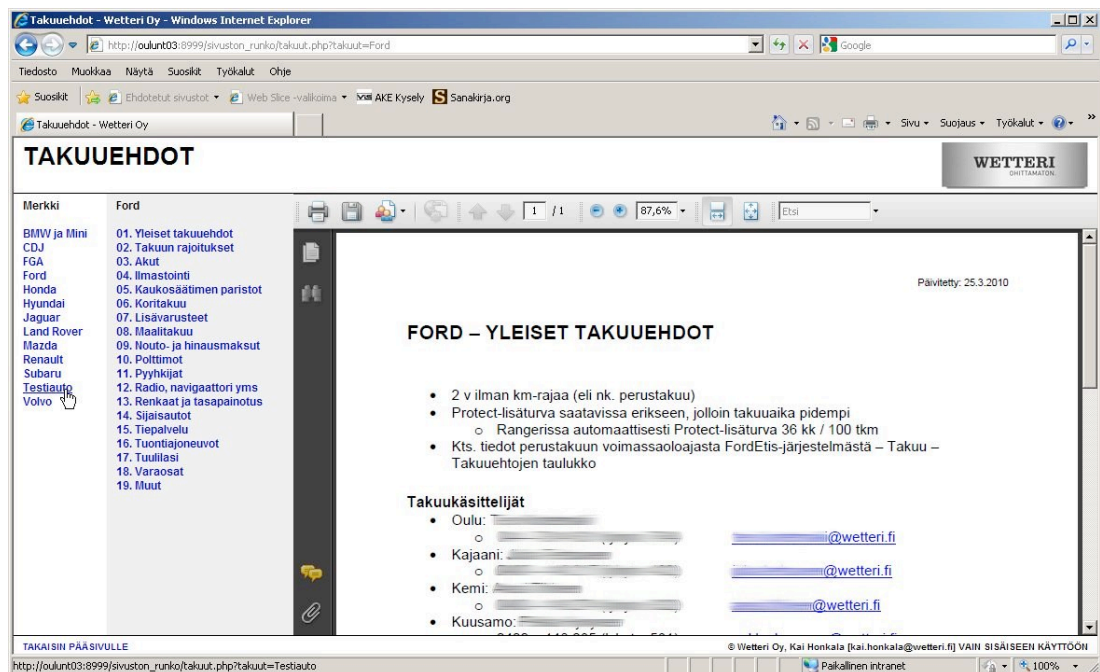 Takuuehdot - Wetteri Oy - Windows Internet Explorer
http://oulunt03:8999/sivuston_runko/takuut.php?takuut=Ford
Google
Tiedosto Muokkaa Näytä Suosikit Työkalut Ohje
Suosikit Ehdotetut sivustot Web Slice -valikoima AKE Kysely Sanakirja.org
Takuuehdot - Wetteri Oy
Sivu Suojaus Työkalut
TAKUUEHDOT
WETTERI
OHITTAMATON.
Merkki
BMW ja Mini
CDJ
FGA
Ford
Honda
Hyundai
Jaguar
Land Rover
Mazda
Renault
Subaru
Testiauto
Volvo
Ford
01. Yleiset takuuehdot
02. Takuun rajoitukset
03. Akut
04. Ilmastointi
05. Kaukosäätimen paristot
06. Koritakuu
07. Lisävarusteet
08. Maalitakuu
09. Nouto- ja hinausmaksut
10. Polttimot
11. Pyyhkijat
12. Radio, navigaattori yms
13. Renkaat ja tasapainotus
14. Sijaisautot
15. Tiepalvelu
16. Tuontiajoneuvot
17. Tuulilasi
18. Varaosat
19. Muut
1 / 1 87,6% Etsi
Päivitetty: 25.3.2010
FORD – YLEISET TAKUUEHDOT
• 2 v ilman km-rajaa (eli nk. perustakuu)
• Protect-lisäturva saatavissa erikseen, jolloin takuuaika pidempi
o Rangerissa automaattisesti Protect-lisäturva 36 kk / 100 tkm
• Kts. tiedot perustakuun voimassaoloajasta FordEtis-järjestelmästä – Takuu –
Takuuehtojen taulukko
Takuukäsittelijät
• Oulu:
@wetteri.fi
• Kajaani:
@wetteri.fi
• Kemi:
@wetteri.fi
• Kuusamo:
TAKAISIN PÄÄSIVULLE
© Wetteri Oy, Kai Honkala [kai.honkala@wetteri.fi] VAIN SISÄISEEN KÄYTTÖÖN
http://oulunt03:8999/sivuston_runko/takuut.php?takuut=Testiauto
Paikallinen intranet
100%